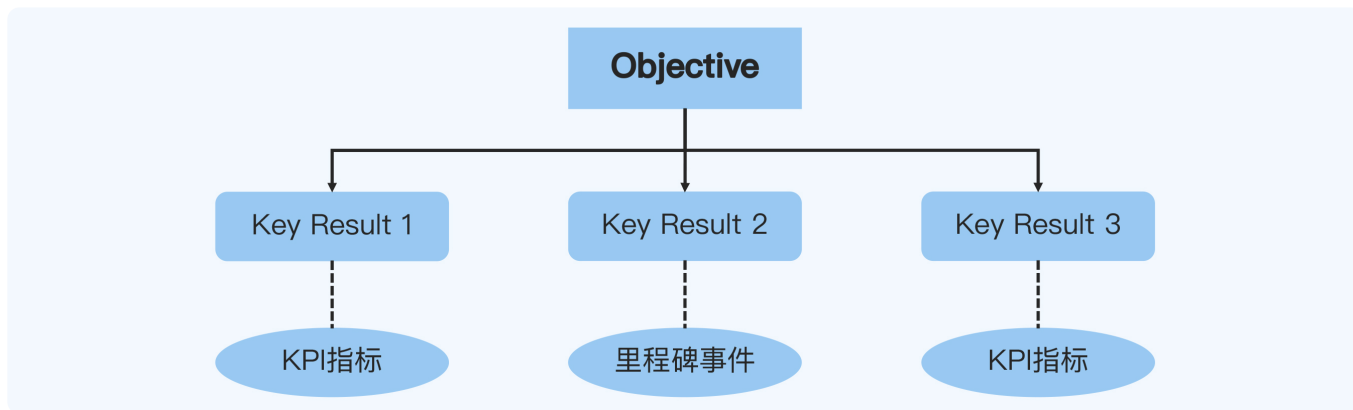 Objective
Key Result 1
Key Result 2
Key Result 3
KPI指标
里程碑事件
KPI指标